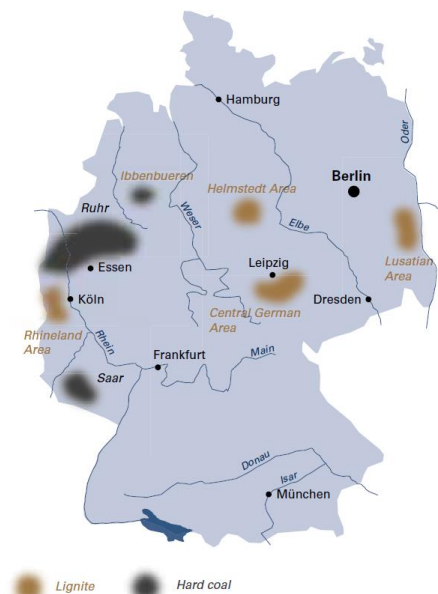 Hamburg
Oder
Ibbenbueren
Helmstedt Area
Berlin
Ruhr
Weser
Elbe
Essen
Leipzig
Lusatian
Area
Köln
Dresden
Central German
Area
Rhineland
Area
Rhein
Frankfurt
Main
Saar
Donau
Isar
München
Lignite
Hard coal